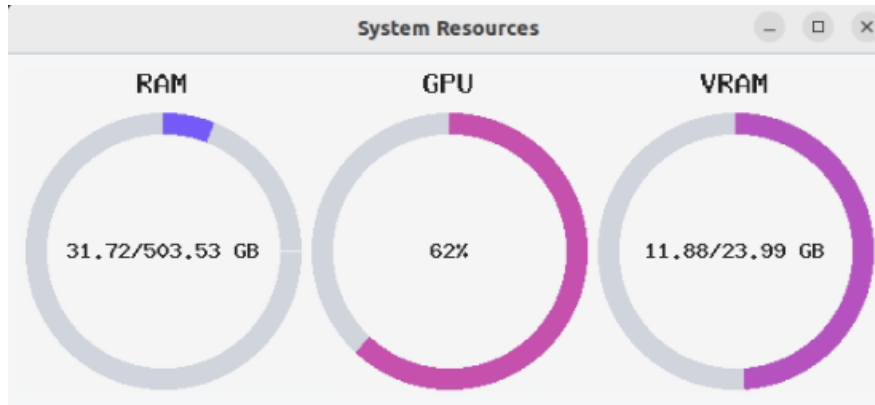 System Resources
RAM
GPU
VRAM
31.72/503.53 GB
62%
11.88/23.99 GB